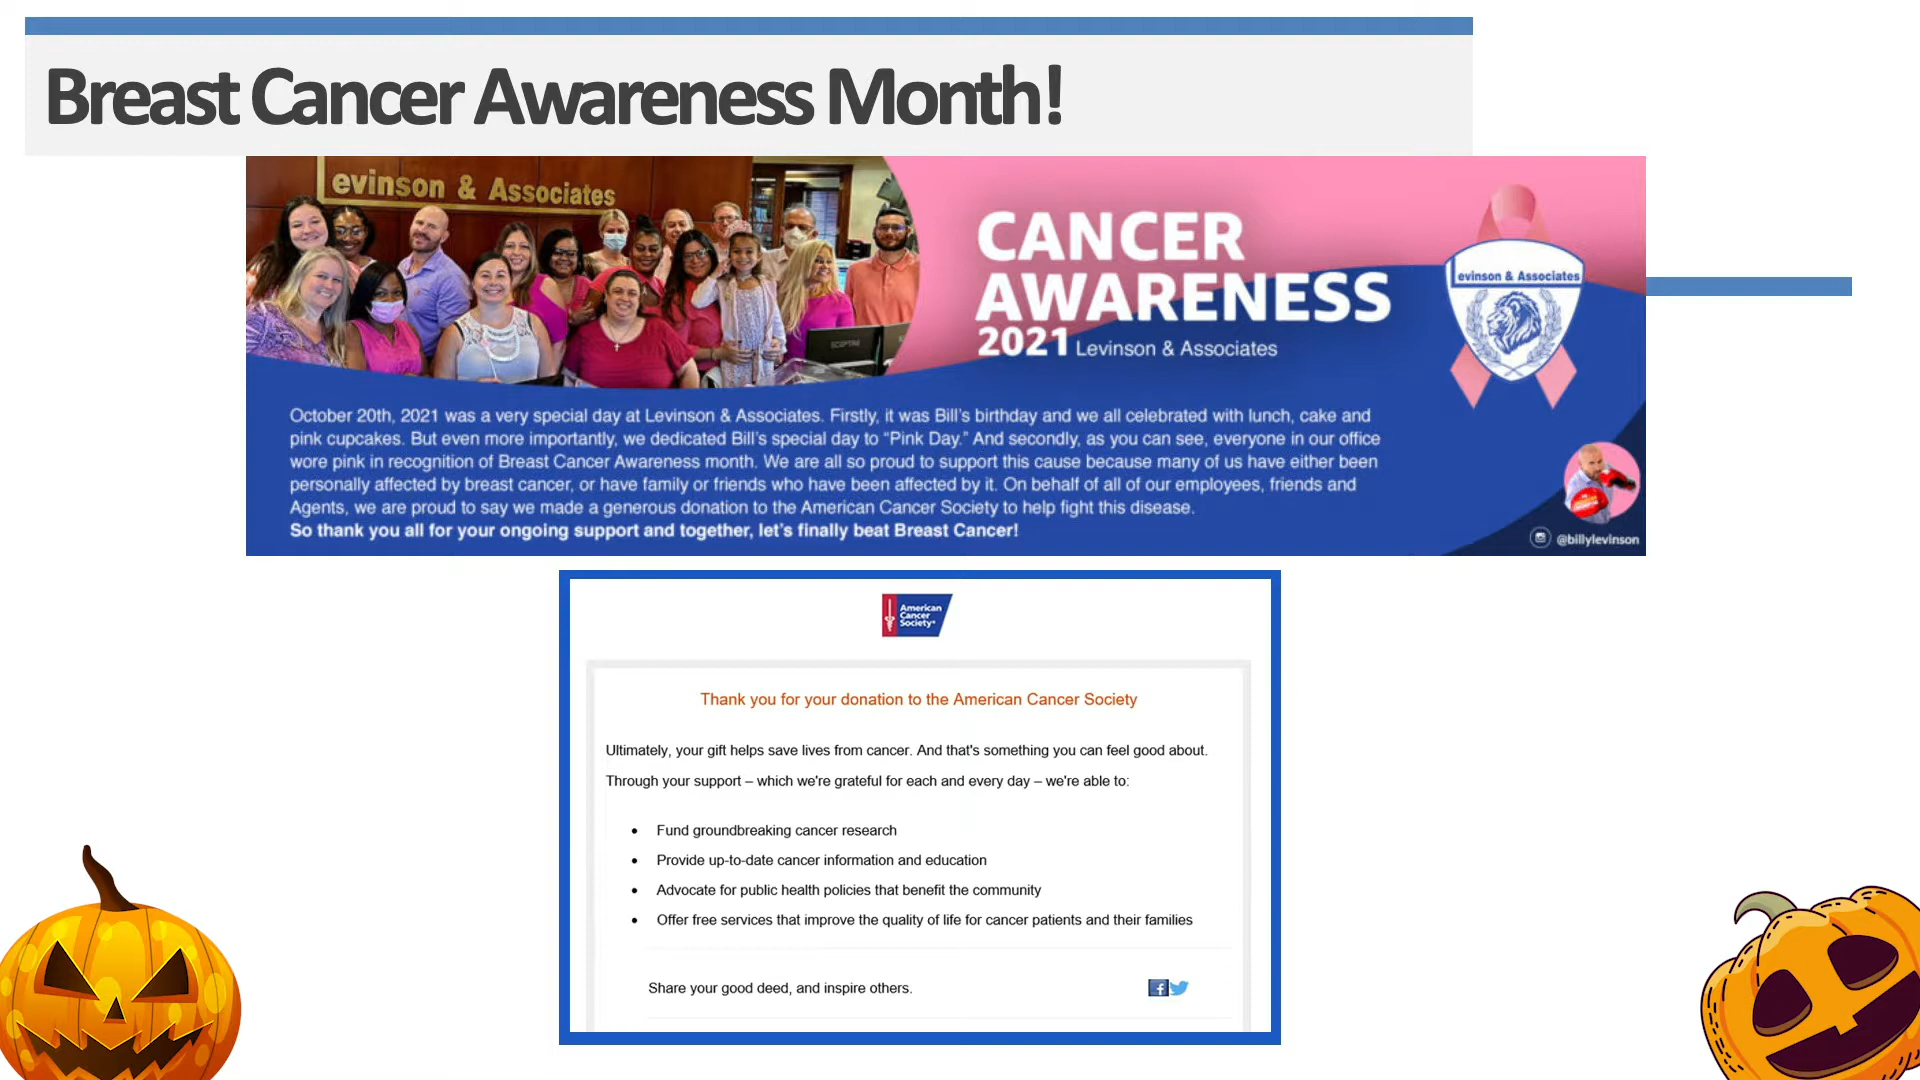 Breast Cancer Awareness Month!
Levinson & Associates
CANCER
AWARENESS
2021 Levinson & Associates
Levinson & Associates
SCEPTRE
October 20th, 2021 was a very special day at Levinson & Associates. Firstly, it was Bill's birthday and we all celebrated with lunch, cake and
pink cupcakes. But even more importantly, we dedicated Bill's special day to “Pink Day.” And secondly, as you can see, everyone in our office
wore pink in recognition of Breast Cancer Awareness month. We are all so proud to support this cause because many of us have either been
personally affected by breast cancer, or have family or friends who have been affected by it. On behalf of all of our employees, friends and
Agents, we are proud to say we made a generous donation to the American Cancer Society to help fight this disease.
So thank you all for your ongoing support and together, let's finally beat Breast Cancer!
@billylevinson
American
Cancer
Society®
Thank you for your donation to the American Cancer Society
Ultimately, your gift helps save lives from cancer. And that's something you can feel good about.
Through your support – which we're grateful for each and every day – we're able to:
• Fund groundbreaking cancer research
• Provide up-to-date cancer information and education
• Advocate for public health policies that benefit the community
• Offer free services that improve the quality of life for cancer patients and their families
Share your good deed, and inspire others.